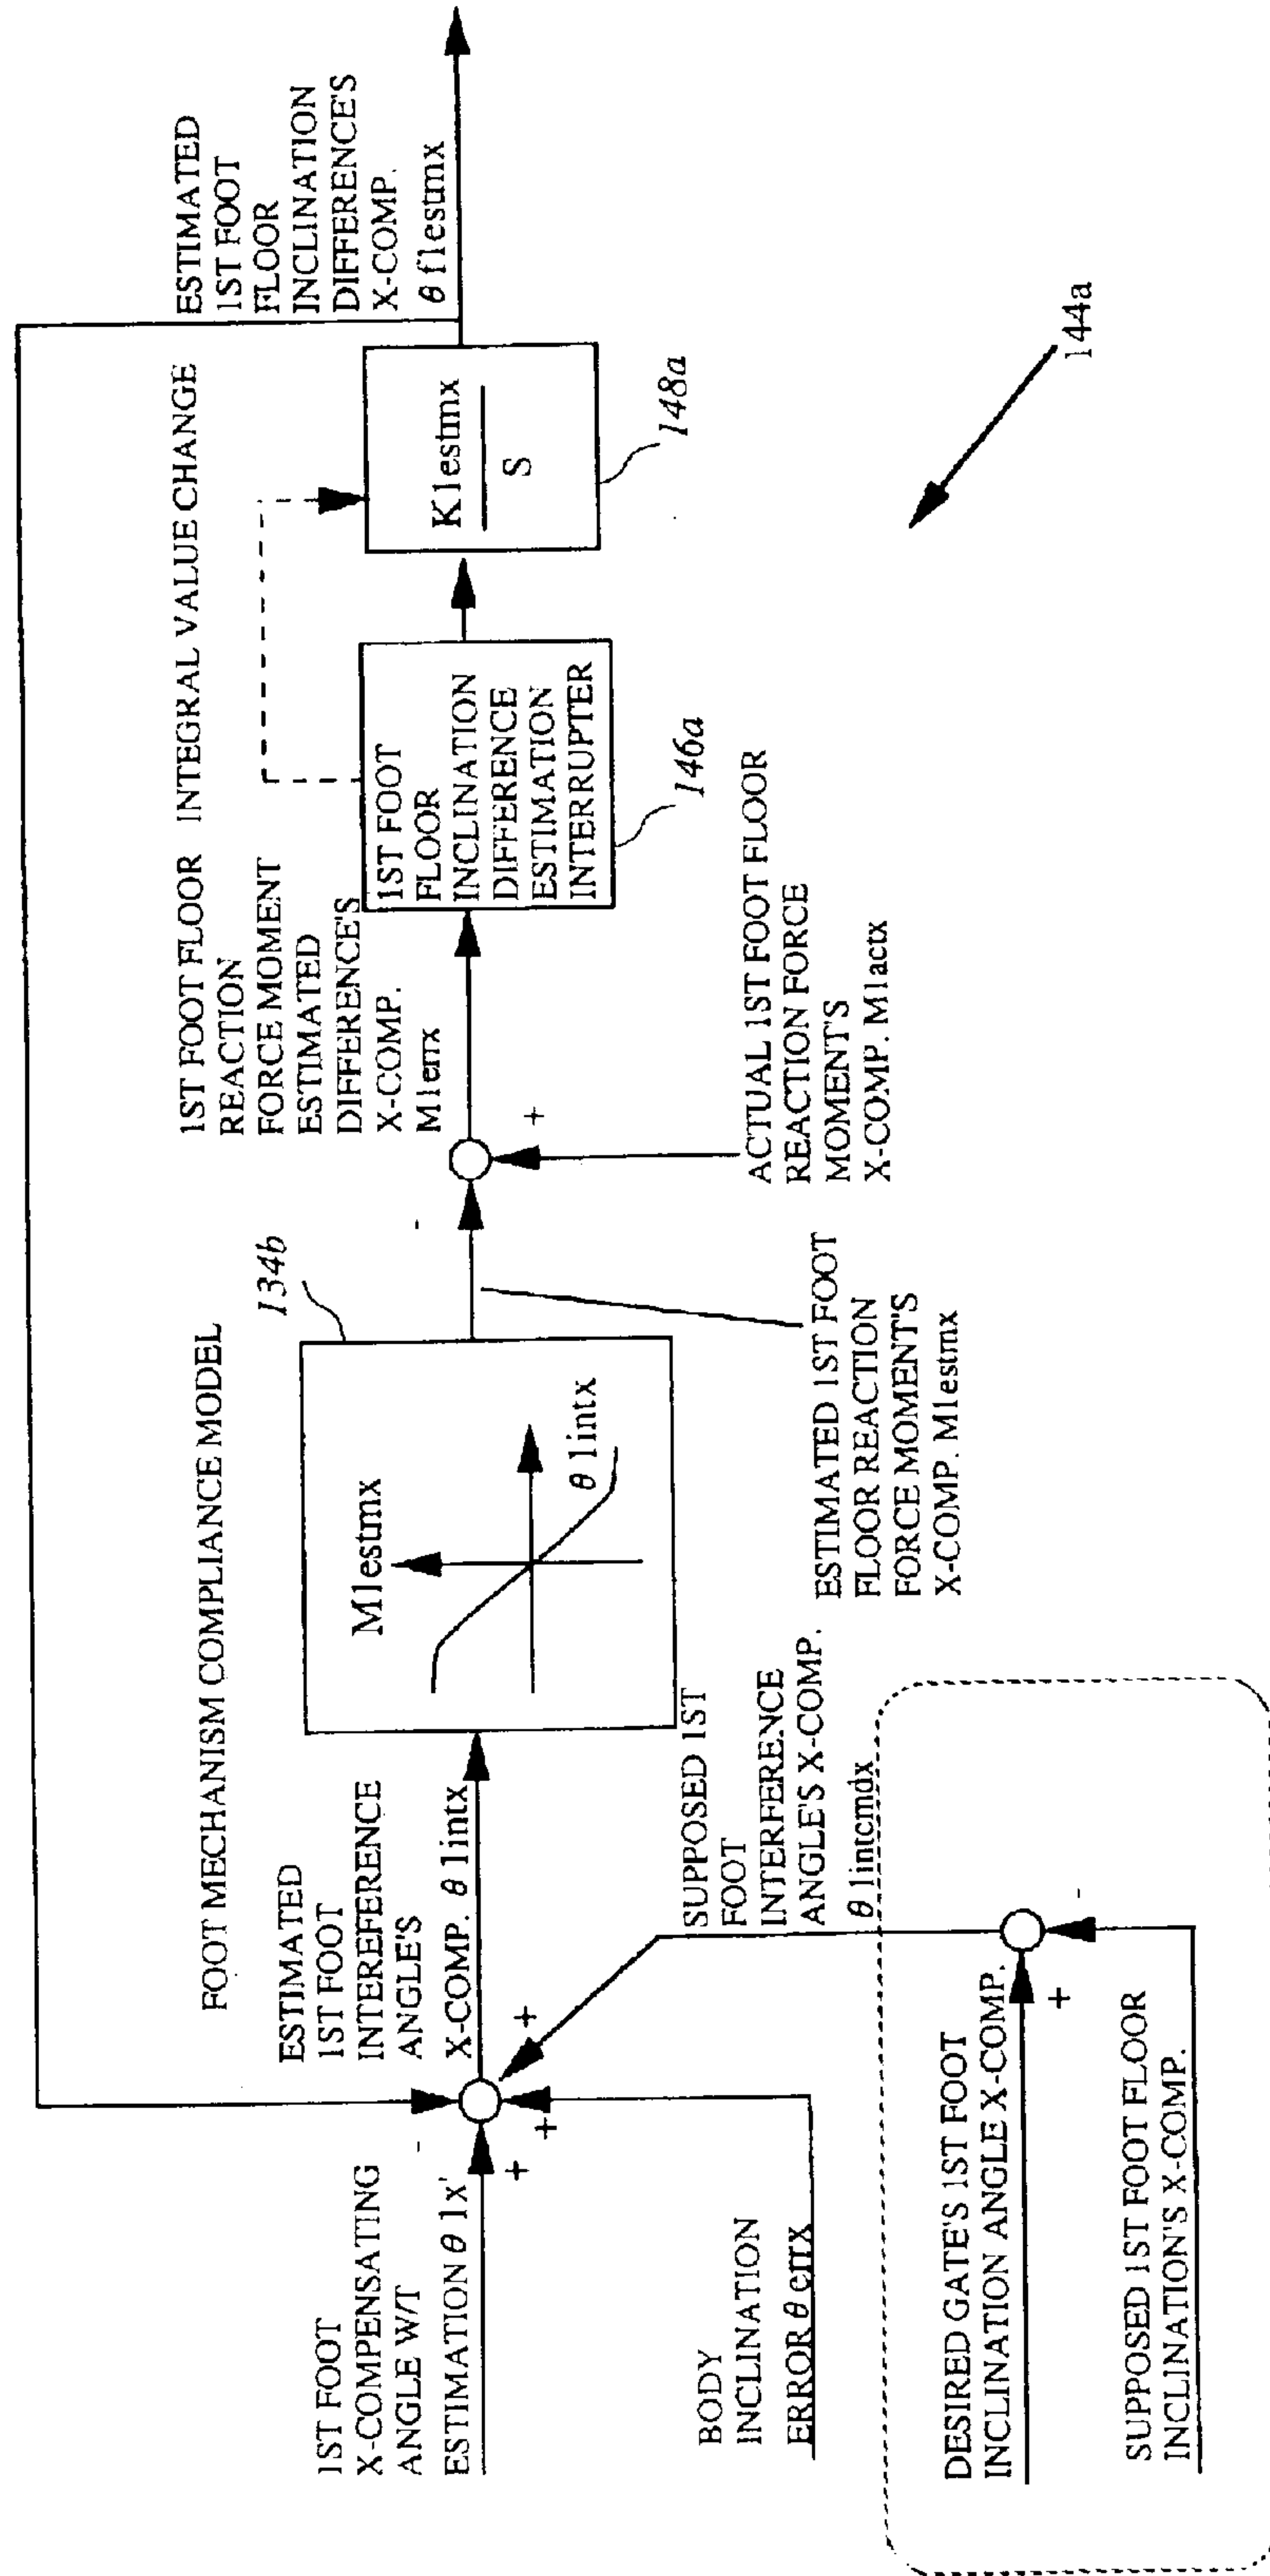 1ST FOOT
X-COMPENSATING
ANGLE W/T
ESTIMATION θ 1x'
-
+
+
+
BODY
INCLINATION
ERROR θ errx
DESIRED GATE'S 1ST FOOT
INCLINATION ANGLE X-COMP.
+
-
SUPPOSED 1ST FOOT FLOOR
INCLINATION'S X-COMP.
SUPPOSED 1ST
FOOT
INTERFERENCE
ANGLE'S X-COMP.
θ 1intcmdx
ESTIMATED
1ST FOOT
INTEREFERENCE
ANGLE'S
X-COMP. θ 1intx
FOOT MECHANISM COMPLIANCE MODEL
134b
M1estmx
θ 1intx
ESTIMATED 1ST FOOT
FLOOR REACTION
FORCE MOMENT'S
X-COMP. M1estmx
-
+
ACTUAL 1ST FOOT FLOOR
REACTION FORCE
MOMENT'S
X-COMP. M1actx
1ST FOOT FLOOR
REACTION
FORCE MOMENT
ESTIMATED
DIFFERENCE'S
X-COMP.
M1errx
1ST FOOT
FLOOR
INCLINATION
DIFFERENCE
ESTIMATION
INTERRUPTER
146a
INTEGRAL VALUE CHANGE
K1estmx
S
148a
ESTIMATED
1ST FOOT
FLOOR
INCLINATION
DIFFERENCE'S
X-COMP.
θ f1estmx
144a